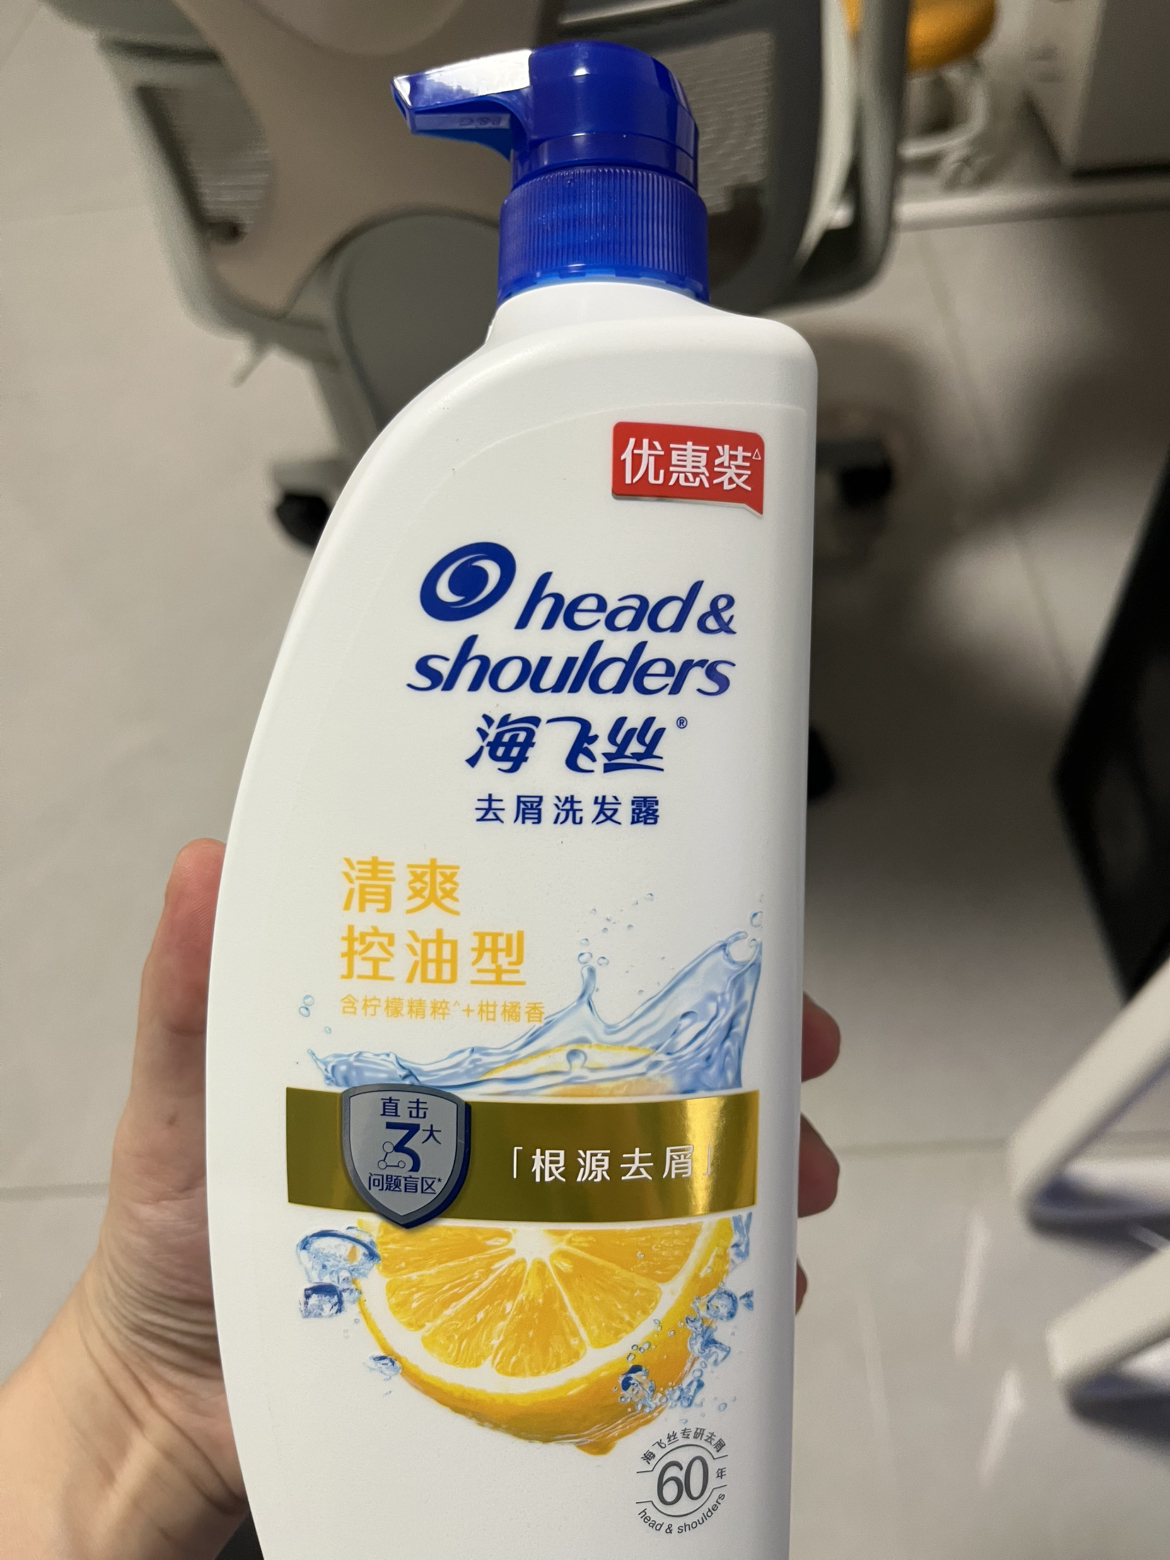 P&G
优惠装△
head &
shoulders
海飞丝®
去屑洗发露
清爽
控油型
含柠檬精粹^+柑橘香
直击
3大
问题盲区*
「根源去屑」
海飞丝专研去屑
60年
head & shoulders